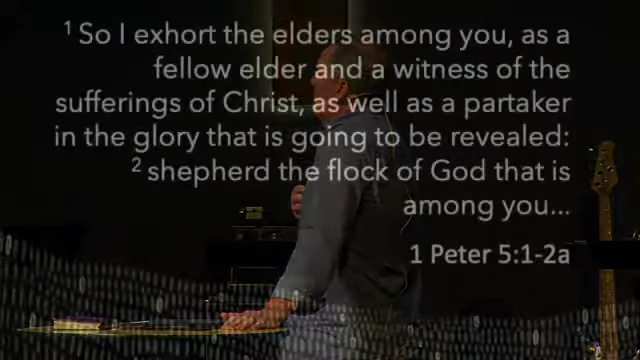 ¹ So I exhort the elders among you, as a
fellow elder and a witness of the
sufferings of Christ, as well as a partaker
in the glory that is going to be revealed:
² shepherd the flock of God that is
among you...
1 Peter 5:1-2a